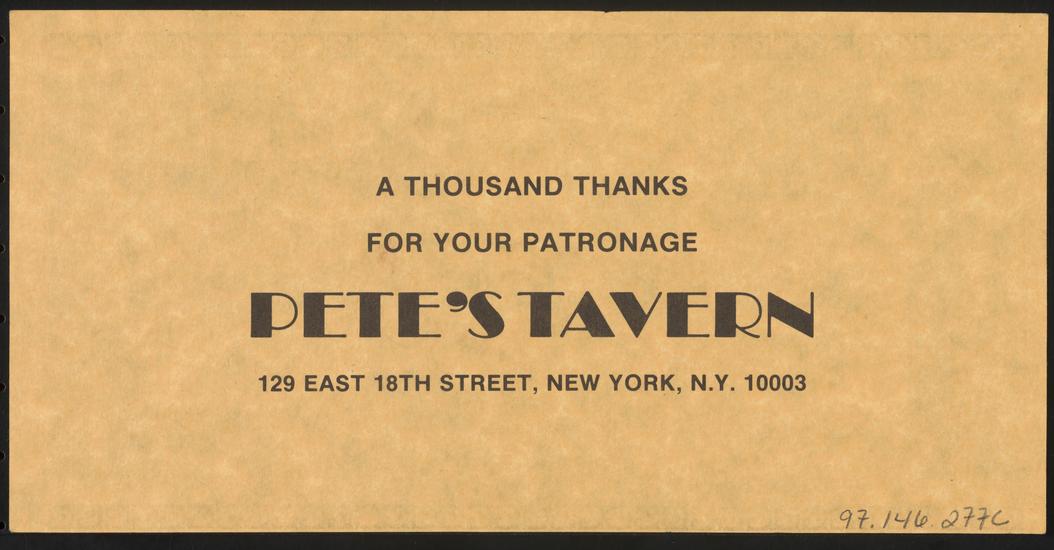 A THOUSAND THANKS
FOR YOUR PATRONAGE
PETE'S TAVERN
129 EAST 18TH STREET, NEW YORK, N.Y. 10003
97.146.277C